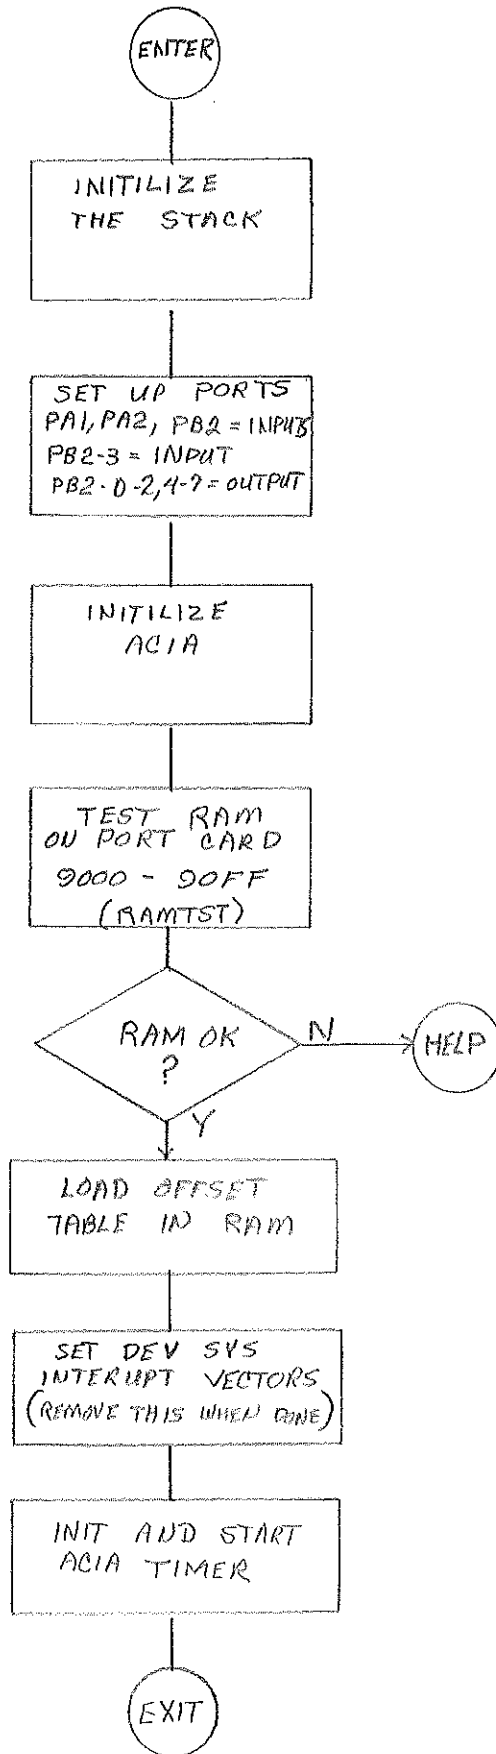 ENTER
INITILIZE
THE STACK
SET UP PORTS
PA1, PA2, PB2 = INPUTS
PB2-3 = INPUT
PB2-0-2, 4-7 = OUTPUT
INITILIZE
ACIA
TEST RAM
ON PORT CARD
9000 - 90FF
(RAMTST)
RAM OK
?
N
HELP
Y
LOAD OFFSET
TABLE IN RAM
SET DEV SYS
INTERUPT VECTORS
(REMOVE THIS WHEN DONE)
INIT AND START
ACIA TIMER
EXIT